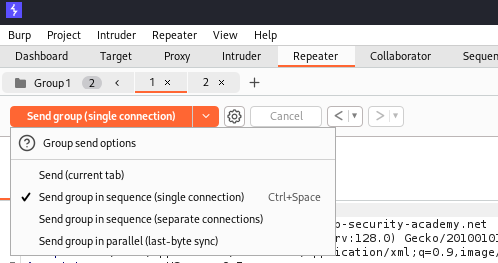 Burp Project Intruder Repeater View Help
Dashboard Target Proxy Intruder Repeater Collaborator Sequen
Group 1 2 < 1 × 2 × +
Send group (single connection) Cancel < >
Group send options
Send (current tab)
Send group in sequence (single connection) Ctrl+Space
Send group in sequence (separate connections)
-security-academy.net
Send group in parallel (last-byte sync)
rv:128.0) Gecko/20100101
plication/xml;q=0.9,image/